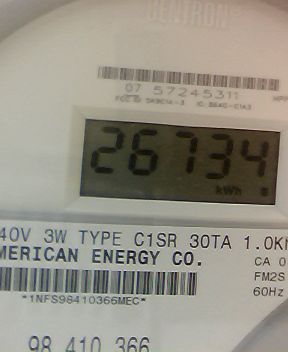 CENTRON
07 57245311
26734
kWh
40V 3W TYPE C1SR 30TA 1.0K
MERICAN ENERGY CO.
CA 0
FM2S
60Hz
*1NFS98410366MEC*
98 410 366